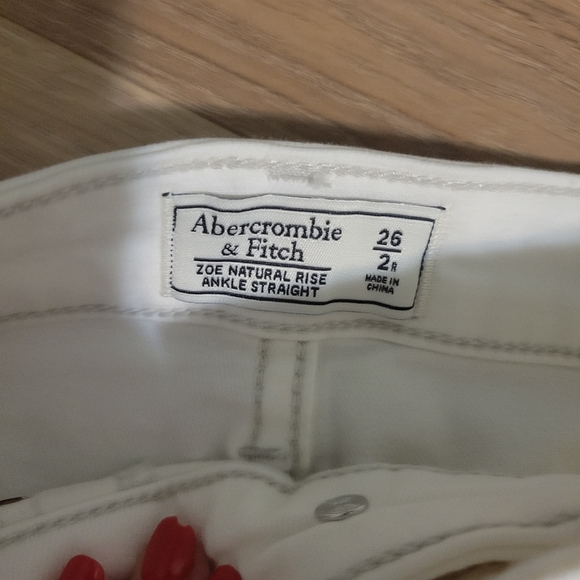 Abercrombie
& Fitch
ZOE NATURAL RISE
ANKLE STRAIGHT
26
2R
MADE IN
CHINA